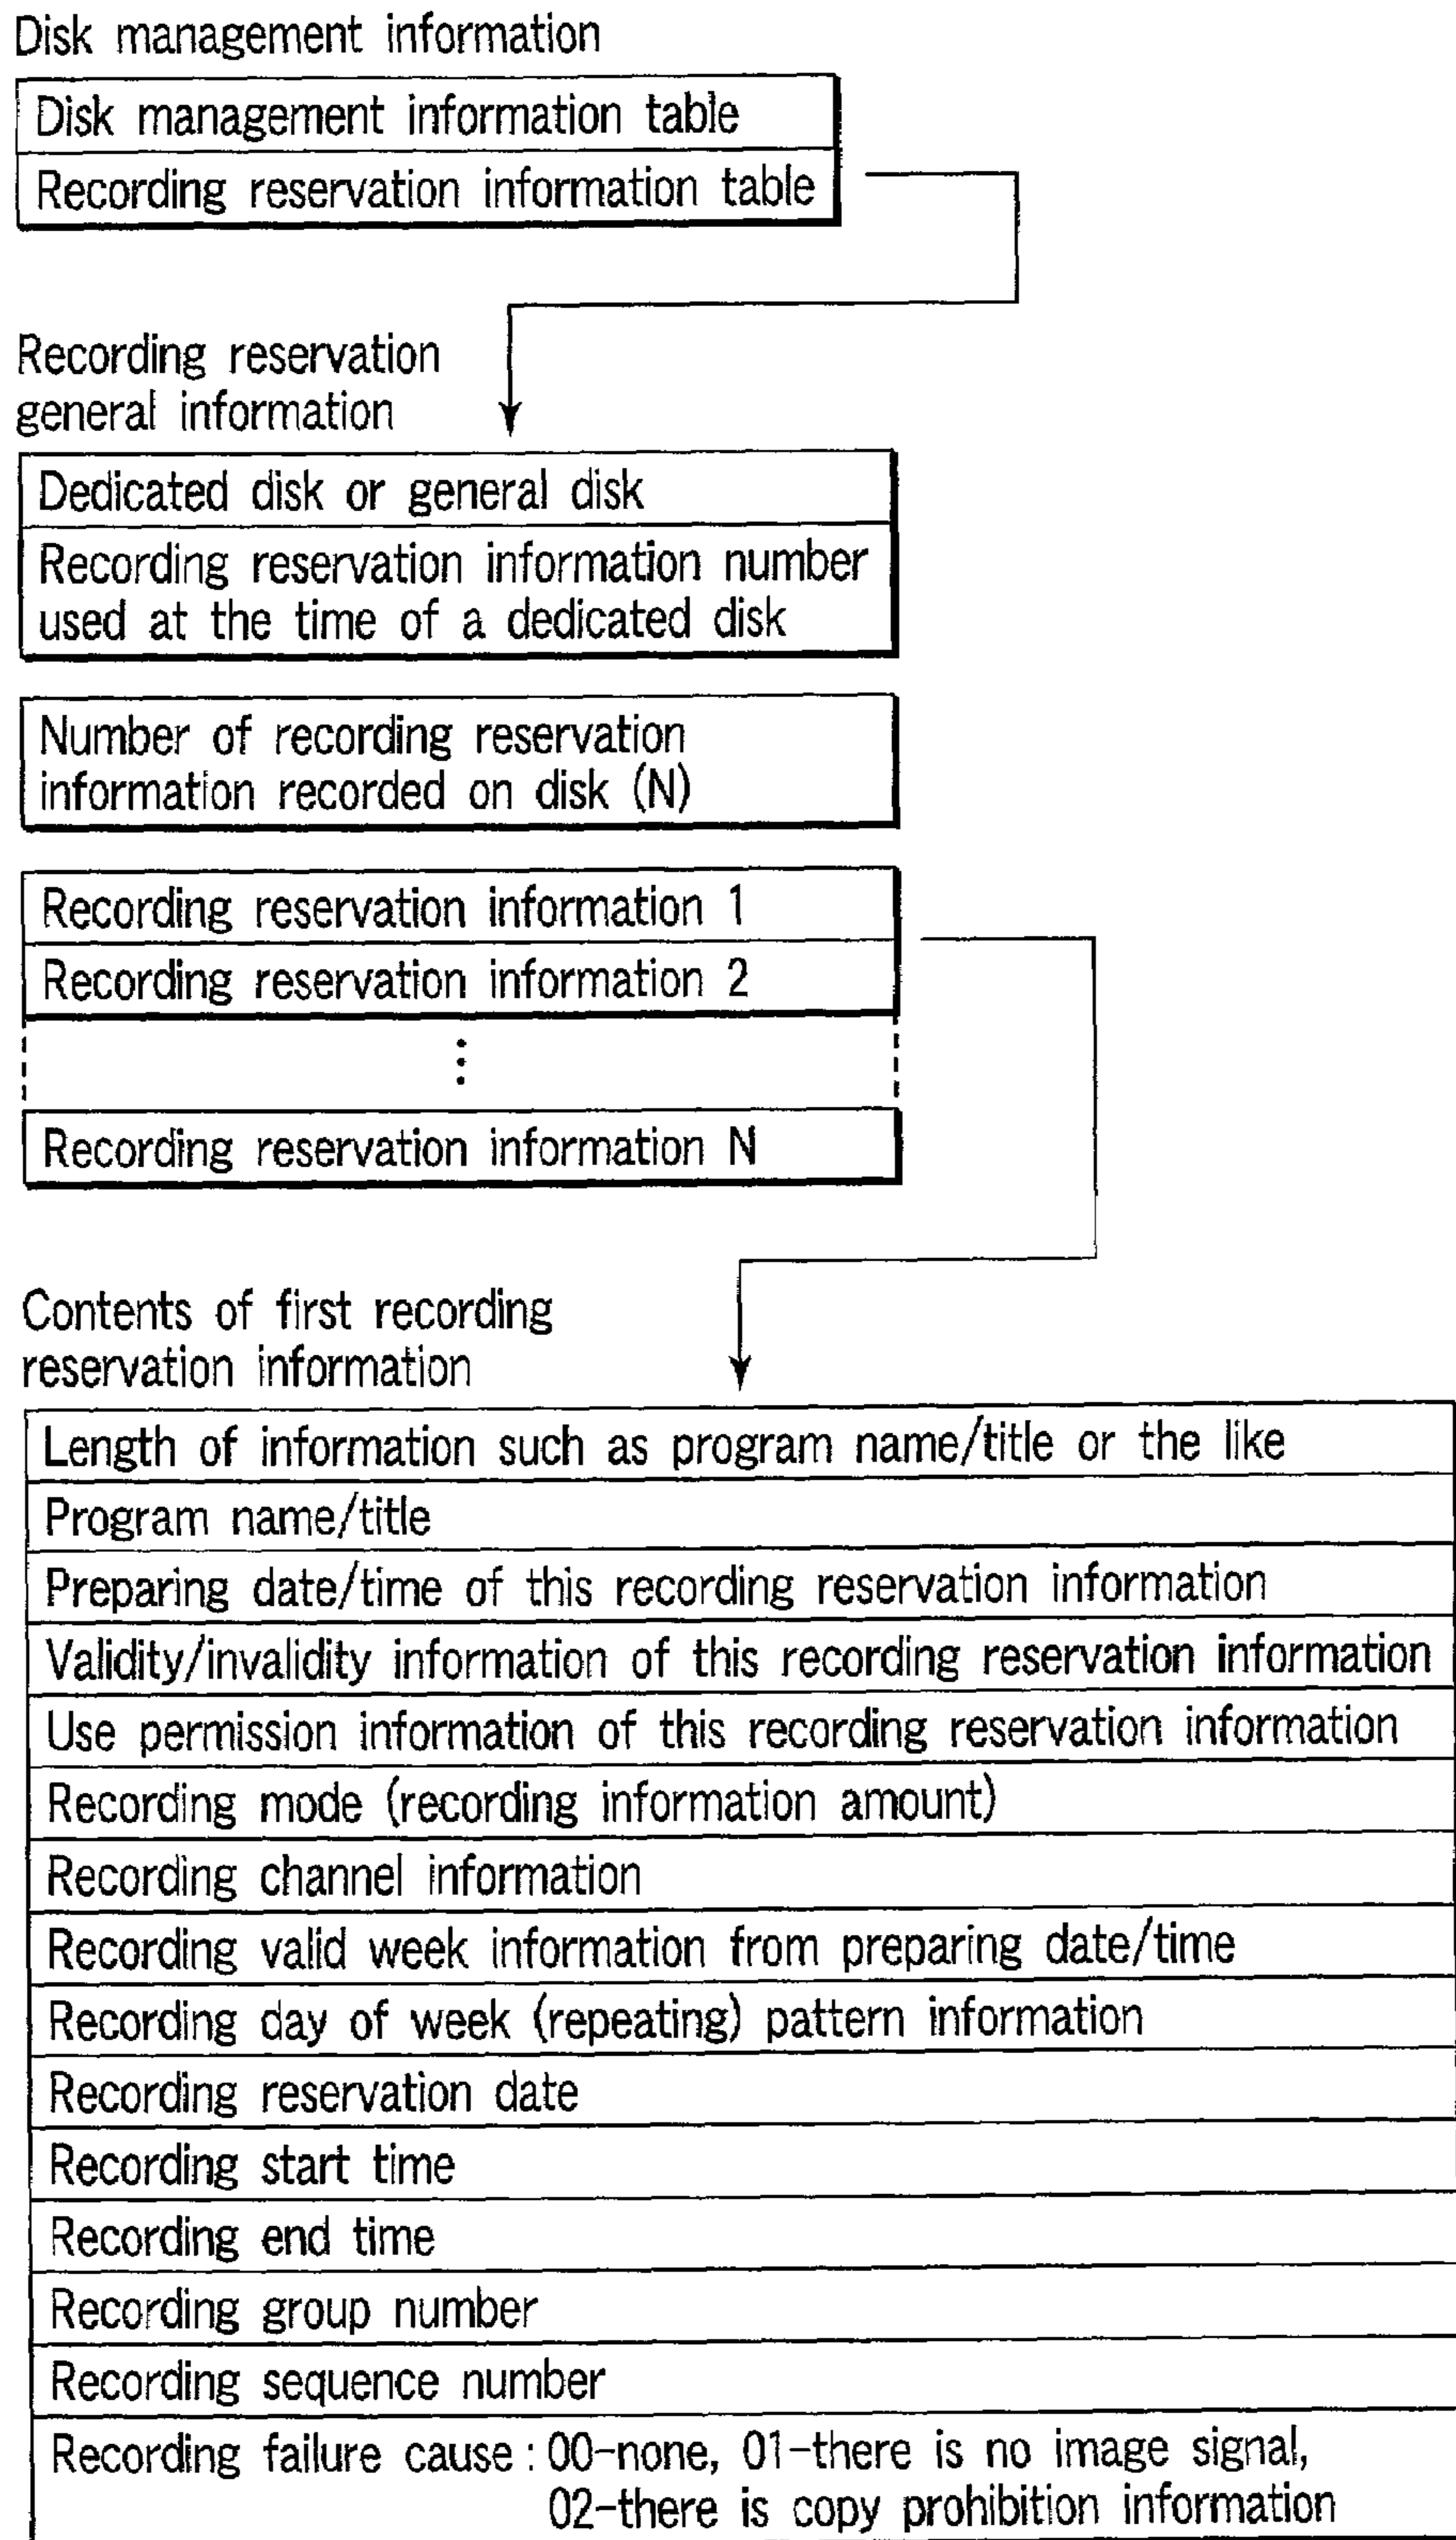 Disk management information
Disk management information table
Recording reservation information table
Recording reservation
general information
Dedicated disk or general disk
Recording reservation information number
used at the time of a dedicated disk
Number of recording reservation
information recorded on disk (N)
Recording reservation information 1
Recording reservation information 2
⋮
Recording reservation information N
Contents of first recording
reservation information
Length of information such as program name/title or the like
Program name/title
Preparing date/time of this recording reservation information
Validity/invalidity information of this recording reservation information
Use permission information of this recording reservation information
Recording mode (recording information amount)
Recording channel information
Recording valid week information from preparing date/time
Recording day of week (repeating) pattern information
Recording reservation date
Recording start time
Recording end time
Recording group number
Recording sequence number
Recording failure cause : 00-none, 01-there is no image signal,
02-there is copy prohibition information